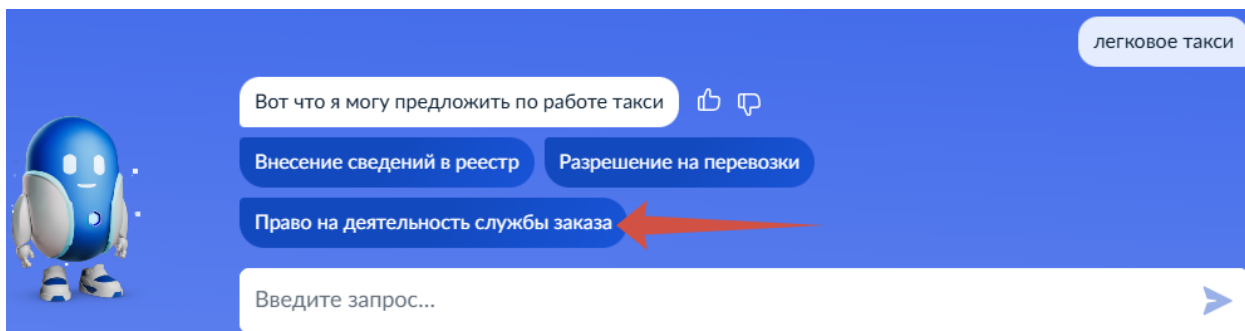 легковое такси
Вот что я могу предложить по работе такси
Внесение сведений в реестр
Разрешение на перевозки
Право на деятельность службы заказа
Введите запрос...